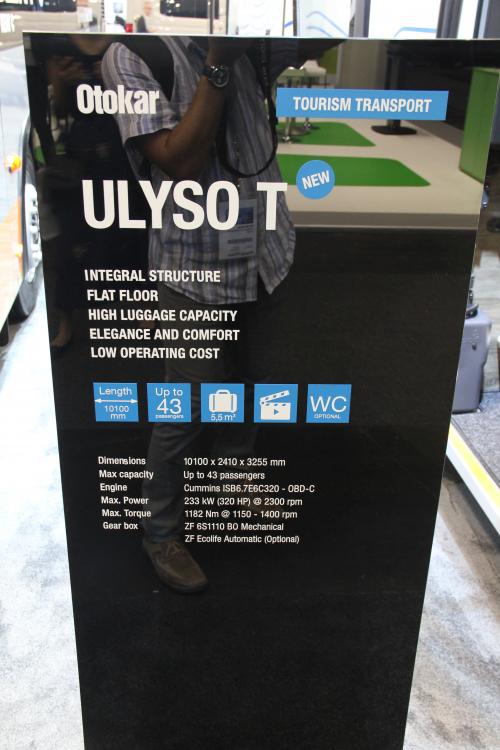 Otokar
TOURISM TRANSPORT
ULYSO T
NEW
INTEGRAL STRUCTURE
FLAT FLOOR
HIGH LUGGAGE CAPACITY
ELEGANCE AND COMFORT
LOW OPERATING COST
Length
10100
mm
Up to
43
passengers
5,5 m³
WC
OPTIONAL
Dimensions 10100 x 2410 x 3255 mm
Max capacity Up to 43 passengers
Engine Cummins ISB6.7E6C320 - OBD-C
Max. Power 233 kW (320 HP) @ 2300 rpm
Max. Torque 1182 Nm @ 1150 - 1400 rpm
Gear box ZF 6S1110 BO Mechanical
ZF Ecolife Automatic (Optional)